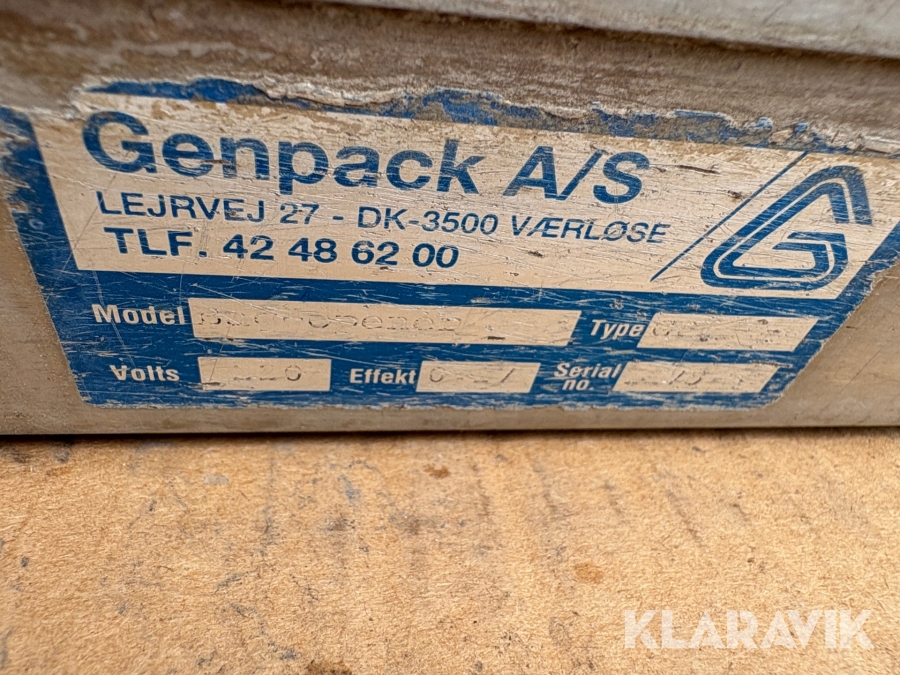 Genpack A/S
LEJRVEJ 27 - DK-3500 VÆRLØSE
TLF. 42 48 62 00
Model Type
Volts Effekt Serial no.
KLARAVIK